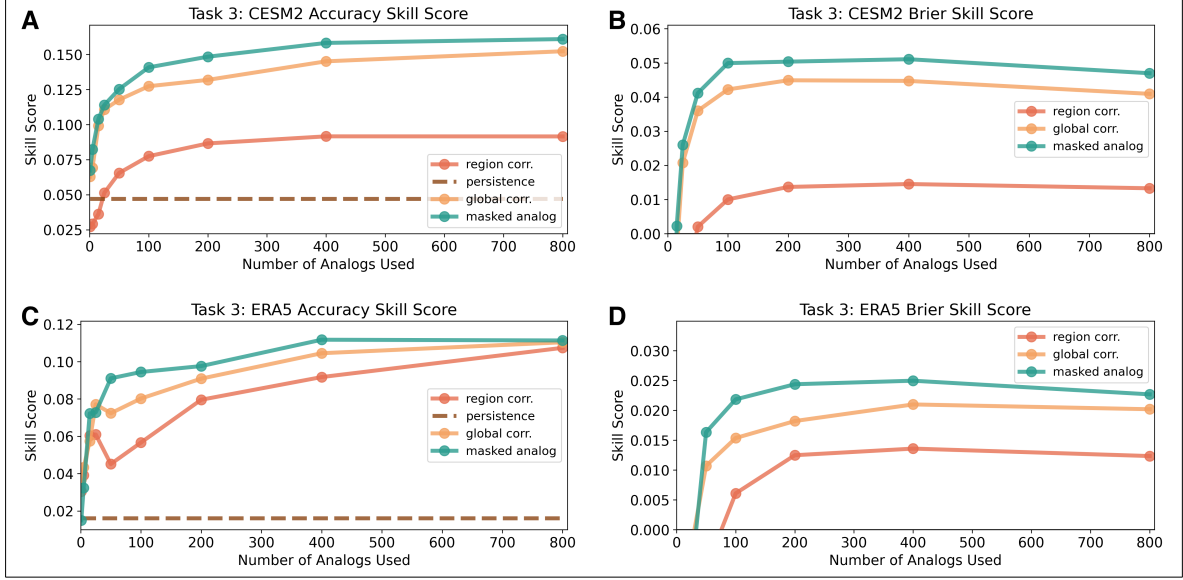 A
Task 3: CESM2 Accuracy Skill Score
Skill Score
0.150
0.125
0.100
0.075
0.050
0.025
0 100 200 300 400 500 600 700 800
Number of Analogs Used
region corr.
persistence
global corr.
masked analog
B
Task 3: CESM2 Brier Skill Score
Skill Score
0.06
0.05
0.04
0.03
0.02
0.01
0.00
0 100 200 300 400 500 600 700 800
Number of Analogs Used
region corr.
global corr.
masked analog
C
Task 3: ERA5 Accuracy Skill Score
Skill Score
0.12
0.10
0.08
0.06
0.04
0.02
0 100 200 300 400 500 600 700 800
Number of Analogs Used
region corr.
persistence
global corr.
masked analog
D
Task 3: ERA5 Brier Skill Score
Skill Score
0.030
0.025
0.020
0.015
0.010
0.005
0.000
0 100 200 300 400 500 600 700 800
Number of Analogs Used
region corr.
global corr.
masked analog